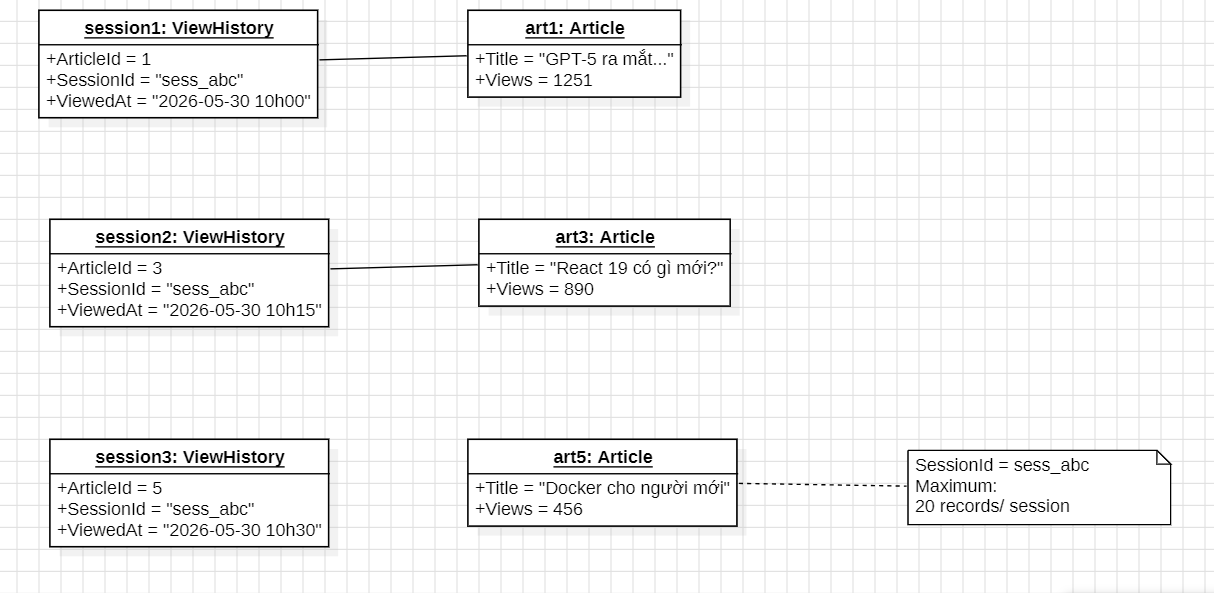 session1: ViewHistory
+ArticleId = 1
+SessionId = "sess_abc"
+ViewedAt = "2026-05-30 10h00"
art1: Article
+Title = "GPT-5 ra mắt..."
+Views = 1251
session2: ViewHistory
+ArticleId = 3
+SessionId = "sess_abc"
+ViewedAt = "2026-05-30 10h15"
art3: Article
+Title = "React 19 có gì mới?"
+Views = 890
session3: ViewHistory
+ArticleId = 5
+SessionId = "sess_abc"
+ViewedAt = "2026-05-30 10h30"
art5: Article
+Title = "Docker cho người mới"
+Views = 456
SessionId = sess_abc
Maximum:
20 records/ session